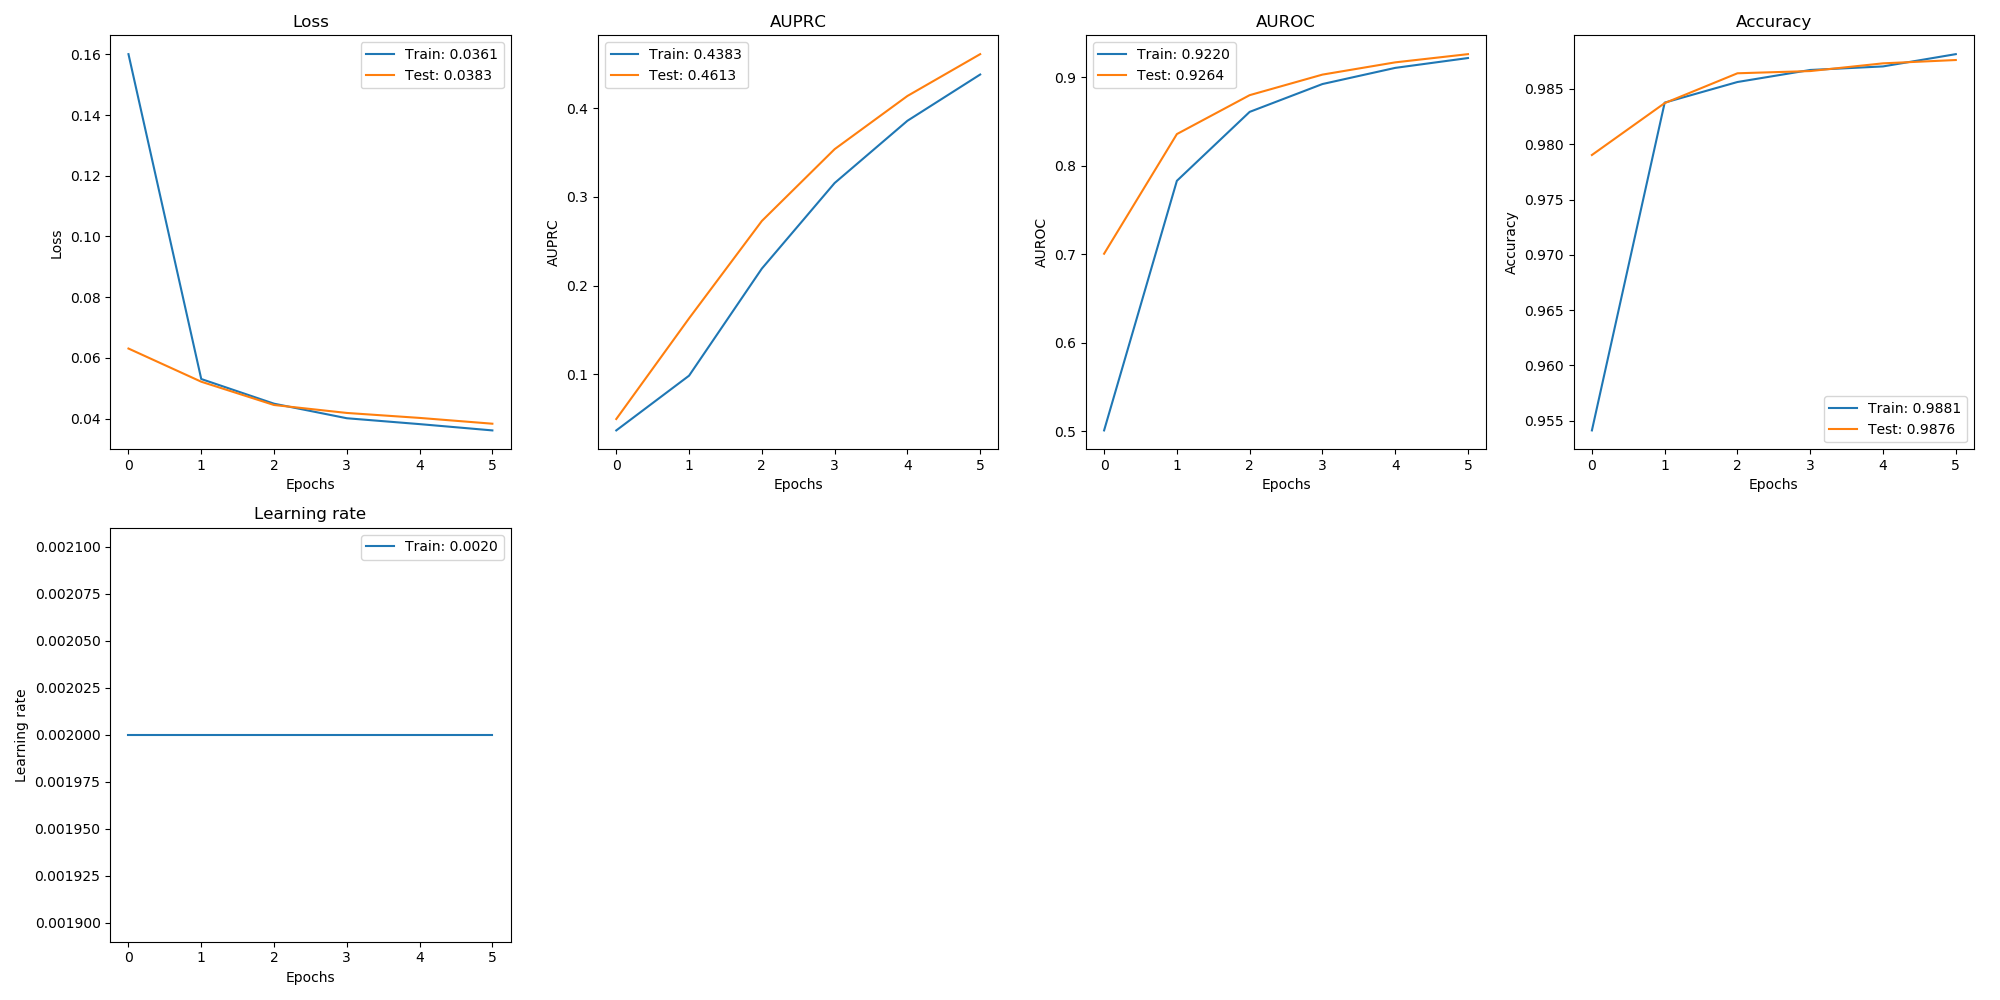 Loss
Train: 0.0361
Test: 0.0383
0.16
0.14
0.12
0.10
0.08
0.06
0.04
Loss
0 1 2 3 4 5
Epochs
AUPRC
Train: 0.4383
Test: 0.4613
0.4
0.3
0.2
0.1
AUPRC
0 1 2 3 4 5
Epochs
AUROC
Train: 0.9220
Test: 0.9264
0.9
0.8
0.7
0.6
0.5
AUROC
0 1 2 3 4 5
Epochs
Accuracy
0.985
0.980
0.975
0.970
0.965
0.960
0.955
Accuracy
Train: 0.9881
Test: 0.9876
0 1 2 3 4 5
Epochs
Learning rate
Train: 0.0020
0.002100
0.002075
0.002050
0.002025
0.002000
0.001975
0.001950
0.001925
0.001900
Learning rate
0 1 2 3 4 5
Epochs